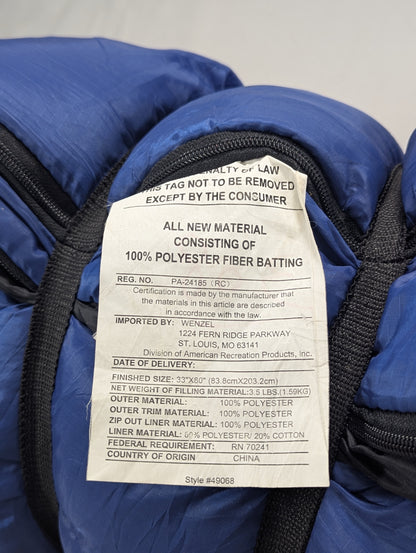 PENALTY OF LAW
THIS TAG NOT TO BE REMOVED
EXCEPT BY THE CONSUMER
ALL NEW MATERIAL
CONSISTING OF
100% POLYESTER FIBER BATTING
REG. NO. PA-24185 (RC)
Certification is made by the manufacturer that
the materials in this article are described
in accordance with the law.
IMPORTED BY: WENZEL
1224 FERN RIDGE PARKWAY
ST. LOUIS, MO 63141
Division of American Recreation Products, Inc.
DATE OF DELIVERY:
FINISHED SIZE: 33"X80" (83.8cmX203.2cm)
NET WEIGHT OF FILLING MATERIAL: 3.5 LBS. (1.59KG)
OUTER MATERIAL: 100% POLYESTER
OUTER TRIM MATERIAL: 100% POLYESTER
ZIP OUT LINER MATERIAL: 100% POLYESTER
LINER MATERIAL: 80% POLYESTER/ 20% COTTON
FEDERAL REQUIREMENT: RN 70241
COUNTRY OF ORIGIN CHINA
Style #49068